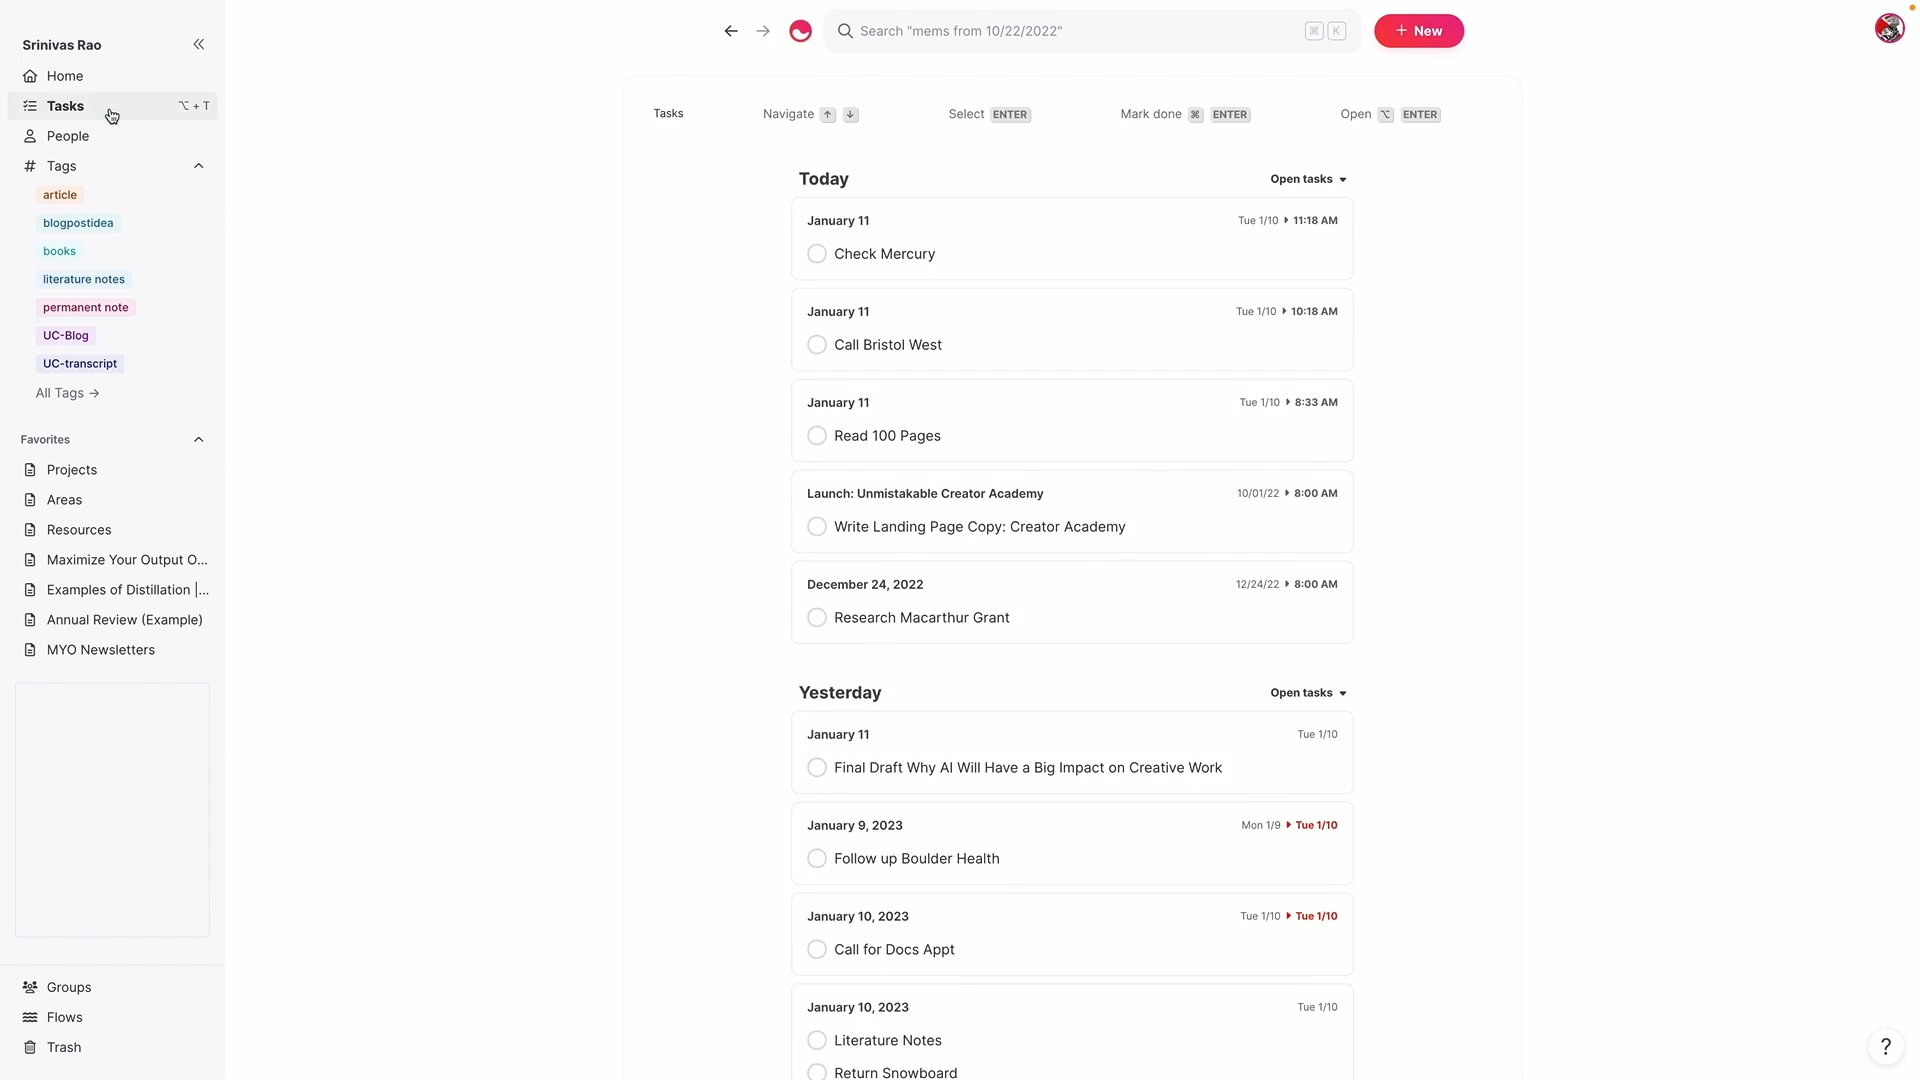 Srinivas Rao
Home
Tasks ⌥ + T
People
# Tags
article
blogpostidea
books
literature notes
permanent note
UC-Blog
UC-transcript
All Tags →
Favorites
Projects
Areas
Resources
Maximize Your Output O...
Examples of Distillation |...
Annual Review (Example)
MYO Newsletters
Groups
Flows
Trash
Search "mems from 10/22/2022" ⌘ K
+ New
Tasks Navigate ↑ ↓ Select ENTER Mark done ⌘ ENTER Open ⌥ ENTER
Today Open tasks
January 11 Tue 1/10 ▸ 11:18 AM
Check Mercury
January 11 Tue 1/10 ▸ 10:18 AM
Call Bristol West
January 11 Tue 1/10 ▸ 8:33 AM
Read 100 Pages
Launch: Unmistakable Creator Academy 10/01/22 ▸ 8:00 AM
Write Landing Page Copy: Creator Academy
December 24, 2022 12/24/22 ▸ 8:00 AM
Research Macarthur Grant
Yesterday Open tasks
January 11 Tue 1/10
Final Draft Why AI Will Have a Big Impact on Creative Work
January 9, 2023 Mon 1/9 ▸ Tue 1/10
Follow up Boulder Health
January 10, 2023 Tue 1/10 ▸ Tue 1/10
Call for Docs Appt
January 10, 2023 Tue 1/10
Literature Notes
Return Snowboard
?